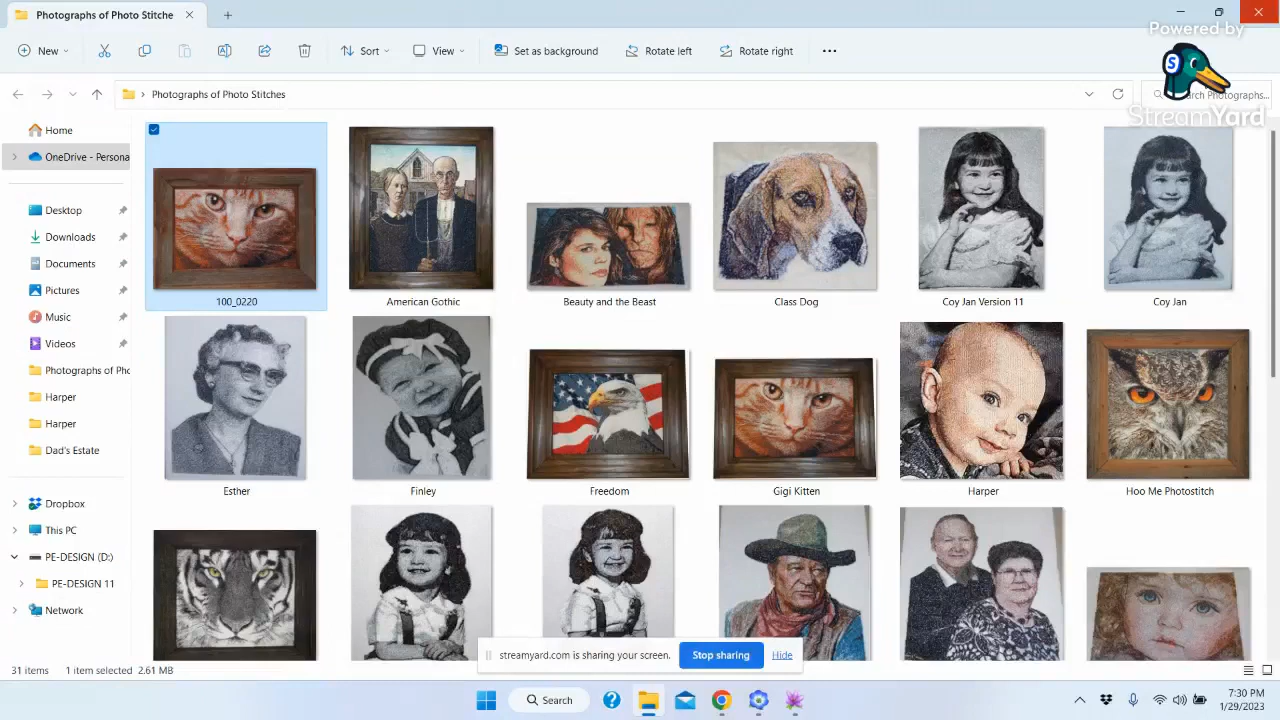 Photographs of Photo Stitche
Powered by
StreamYard
New
Sort
View
Set as background
Rotate left
Rotate right
Photographs of Photo Stitches
Photographs...
Home
OneDrive - Persona
Desktop
Downloads
Documents
Pictures
Music
Videos
Photographs of Pho
Harper
Harper
Dad's Estate
Dropbox
This PC
PE-DESIGN (D:)
PE-DESIGN 11
Network
100_0220
American Gothic
Beauty and the Beast
Class Dog
Coy Jan Version 11
Coy Jan
Esther
Finley
Freedom
Gigi Kitten
Harper
Hoo Me Photostitch
streamyard.com is sharing your screen.
Stop sharing
Hide
31 items
1 item selected
2.61 MB
Search
7:30 PM
1/29/2023